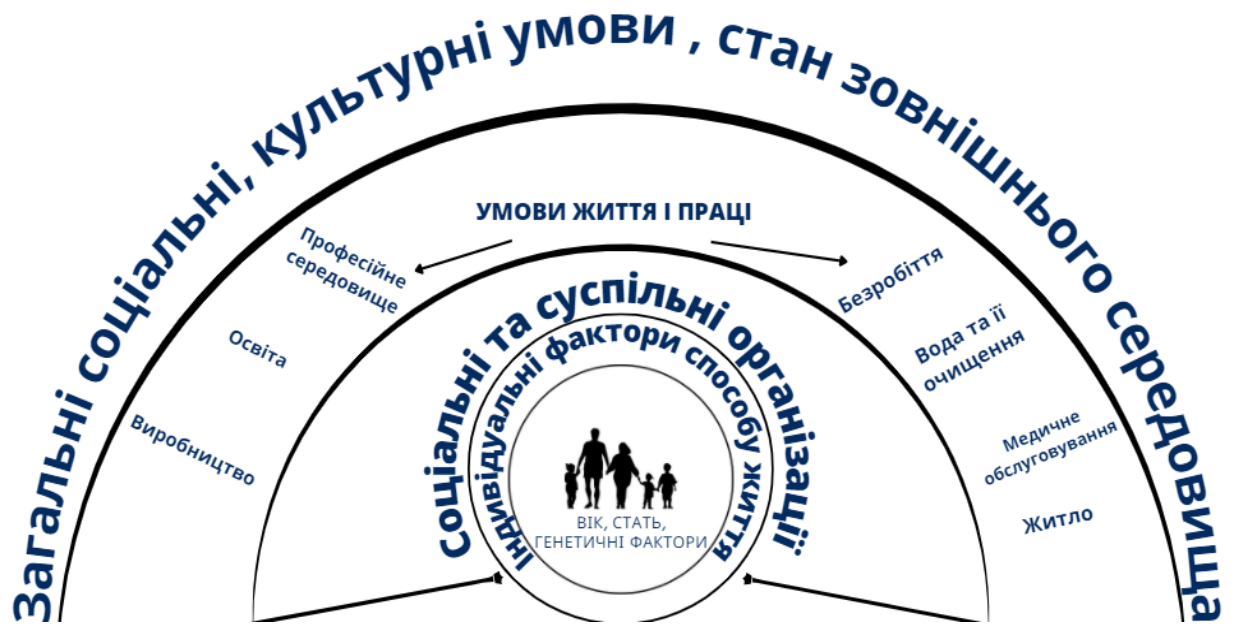 Загальні соціальні, культурні умови , стан зовнішнього середовища
УМОВИ ЖИТТЯ І ПРАЦІ
Професійне
середовище
Освіта
Виробництво
Безробіття
Вода та її
очищення
Медичне
обслуговування
Житло
Соціальні та суспільні організації
Індивідуальні фактори способу життя
ВІК, СТАТЬ,
ГЕНЕТИЧНІ ФАКТОРИ